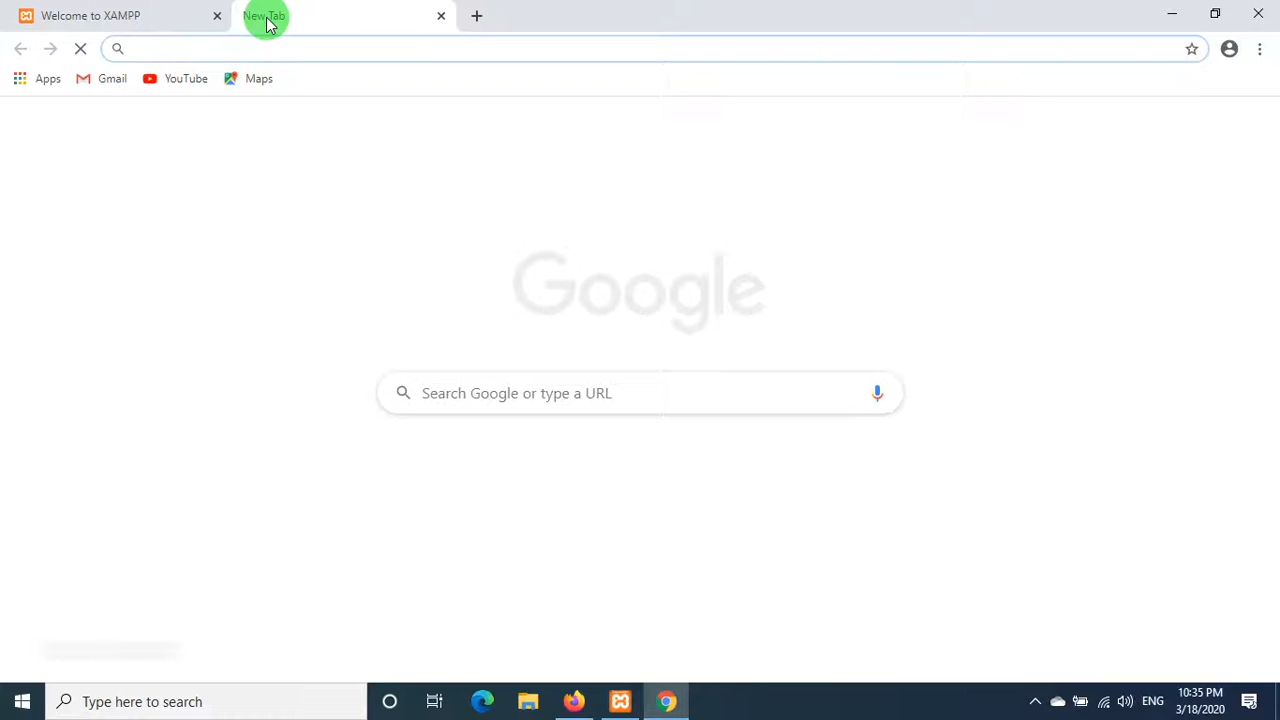 Welcome to XAMPP
New Tab
Apps
Gmail
YouTube
Maps
Google
Search Google or type a URL
Type here to search
ENG
10:35 PM
3/18/2020